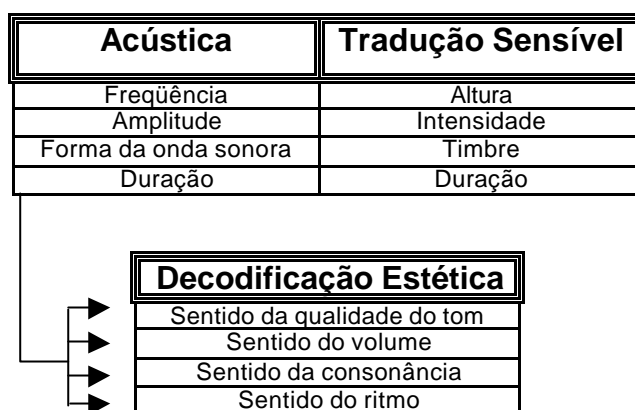 Acústica Tradução Sensível
Freqüência Altura
Amplitude Intensidade
Forma da onda sonora Timbre
Duração Duração
Decodificação Estética
Sentido da qualidade do tom
Sentido do volume
Sentido da consonância
Sentido do ritmo